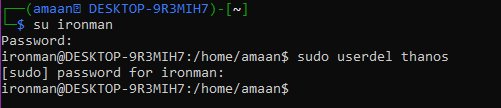 ┌──(amaan㉿ DESKTOP-9R3MIH7)-[~]
└─$ su ironman
Password:
ironman@DESKTOP-9R3MIH7:/home/amaan$ sudo userdel thanos
[sudo] password for ironman:
ironman@DESKTOP-9R3MIH7:/home/amaan$